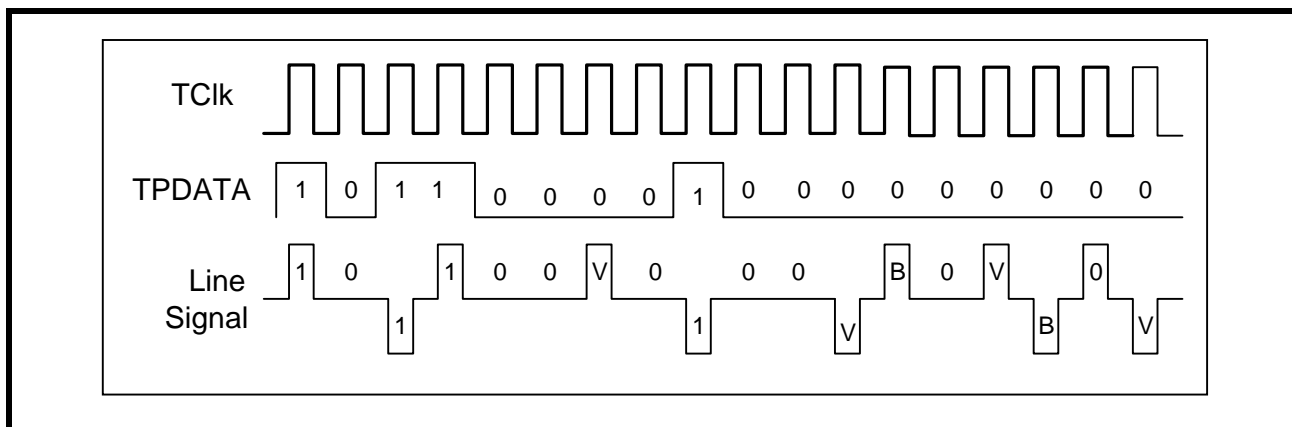 TClk
TPDATA 1 0 1 1 0 0 0 0 1 0 0 0 0 0 0 0 0 0
1 0 1 0 0 V 0 0 0 B 0 V 0
Line
Signal
1 1 V B V